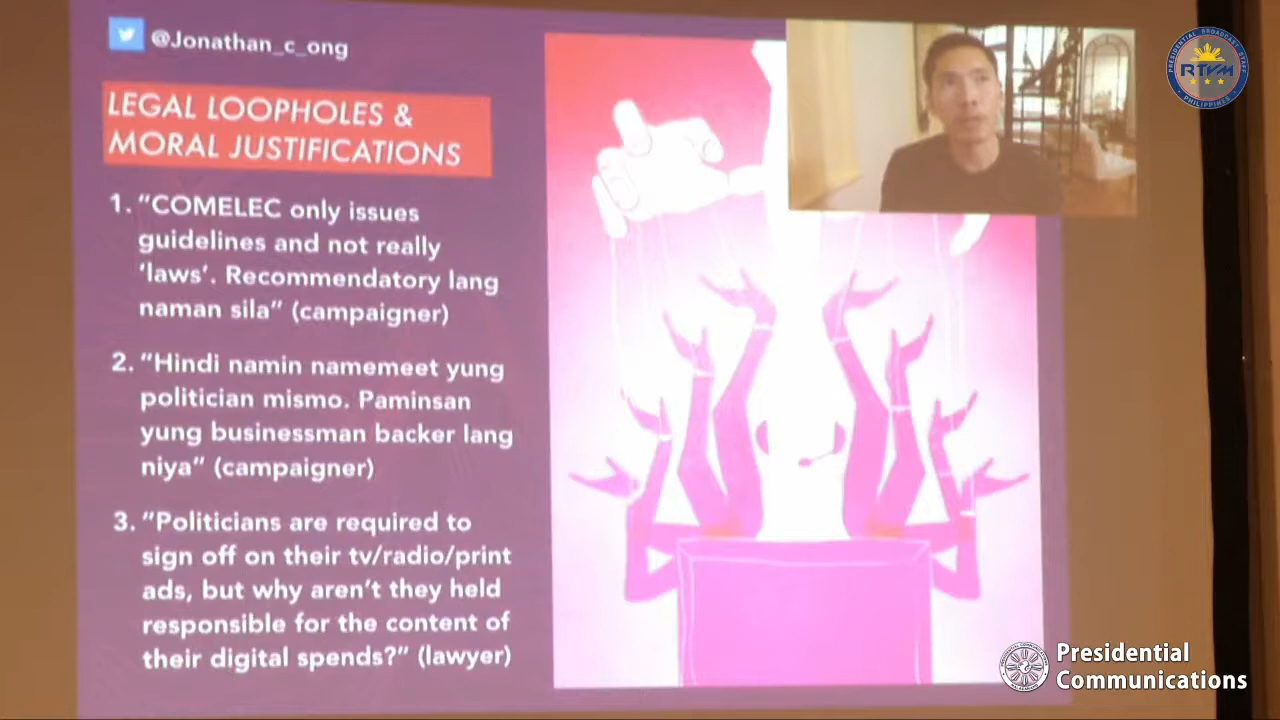 @Jonathan_c_ong
LEGAL LOOPHOLES &
MORAL JUSTIFICATIONS
1. “COMELEC only issues
guidelines and not really
‘laws’. Recommendatory lang
naman sila” (campaigner)
2. “Hindi namin namemeet yung
politician mismo. Paminsan
yung businessman backer lang
niya” (campaigner)
3. “Politicians are required to
sign off on their tv/radio/print
ads, but why aren’t they held
responsible for the content of
their digital spends?” (lawyer)
PRESIDENTIAL BROADCAST STAFF
RTVM
PHILIPPINES
Presidential
Communications